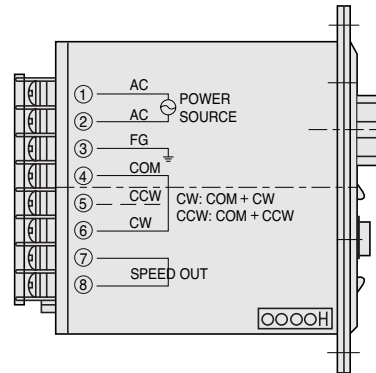 ① AC
POWER
② AC
SOURCE
③ FG
④ COM
⑤ CCW
CW: COM + CW
CCW: COM + CCW
⑥ CW
⑦
SPEED OUT
⑧
OOOOH